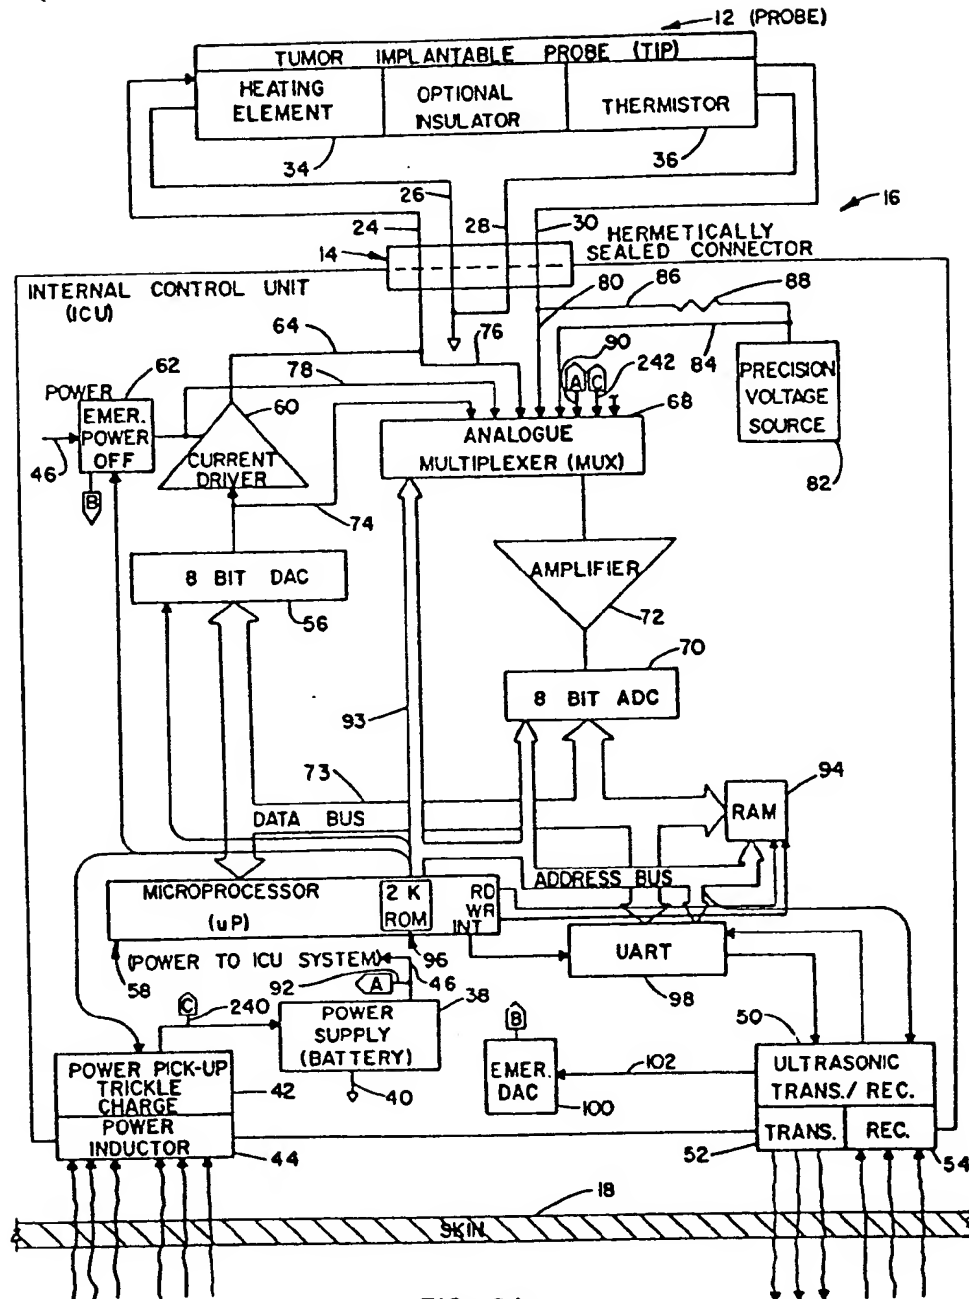 12 (PROBE)
TUMOR IMPLANTABLE PROBE (TIP)
HEATING ELEMENT
OPTIONAL INSULATOR
THERMISTOR
34
36
26
24
28
30
16
14
HERMETICALLY SEALED CONNECTOR
INTERNAL CONTROL UNIT (ICU)
80
86
88
64
76
90
242
84
62
78
POWER
60
A
C
68
EMER. POWER OFF
46
CURRENT DRIVER
ANALOGUE MULTIPLEXER (MUX)
PRECISION VOLTAGE SOURCE
82
B
74
8 BIT DAC
56
AMPLIFIER
72
70
8 BIT ADC
93
73
94
DATA BUS
RAM
ADDRESS BUS
MICROPROCESSOR (uP)
2 K ROM
RD
WR
INT
UART
58
(POWER TO ICU SYSTEM)
96
92
A
46
98
C
240
38
POWER SUPPLY (BATTERY)
B
50
POWER PICK-UP TRICKLE CHARGE
42
40
EMER. DAC
100
102
ULTRASONIC TRANS./ REC.
POWER INDUCTOR
44
52
TRANS.
REC.
54
18
SKIN